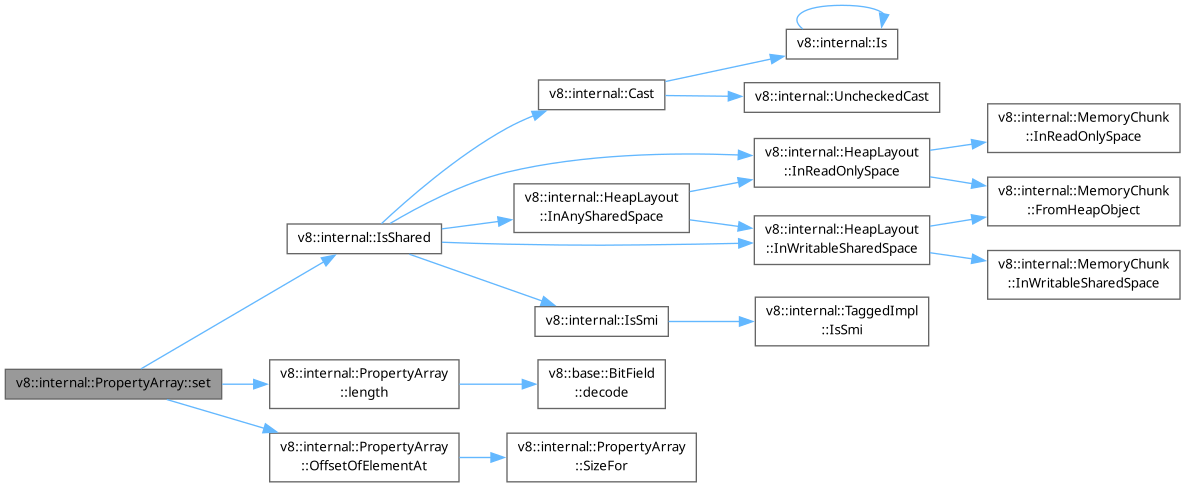 v8::internal::Is
v8::internal::Cast
v8::internal::UncheckedCast
v8::internal::MemoryChunk
::InReadOnlySpace
v8::internal::HeapLayout
::InReadOnlySpace
v8::internal::HeapLayout
::InAnySharedSpace
v8::internal::MemoryChunk
::FromHeapObject
v8::internal::IsShared
v8::internal::HeapLayout
::InWritableSharedSpace
v8::internal::MemoryChunk
::InWritableSharedSpace
v8::internal::IsSmi
v8::internal::TaggedImpl
::IsSmi
v8::internal::PropertyArray::set
v8::internal::PropertyArray
::length
v8::base::BitField
::decode
v8::internal::PropertyArray
::OffsetOfElementAt
v8::internal::PropertyArray
::SizeFor